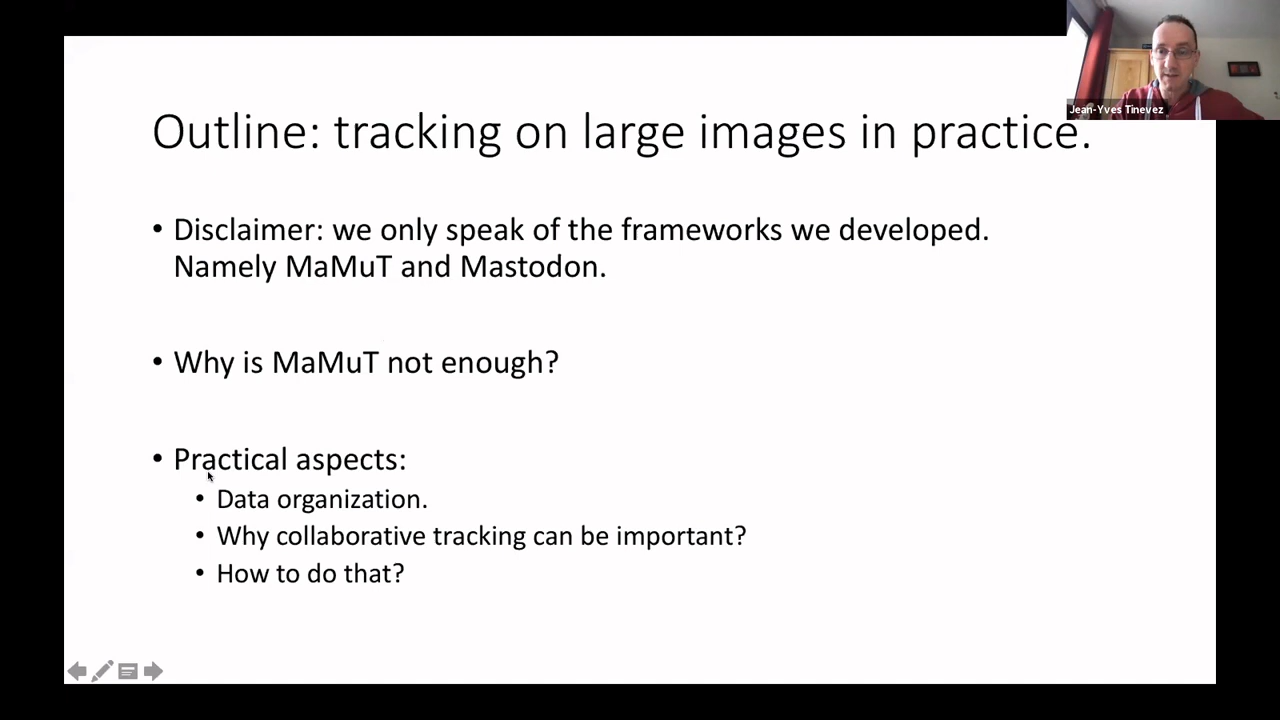 Jean-Yves Tinevez
Outline: tracking on large images in practice.
• Disclaimer: we only speak of the frameworks we developed.
Namely MaMuT and Mastodon.
• Why is MaMuT not enough?
• Practical aspects:
• Data organization.
• Why collaborative tracking can be important?
• How to do that?